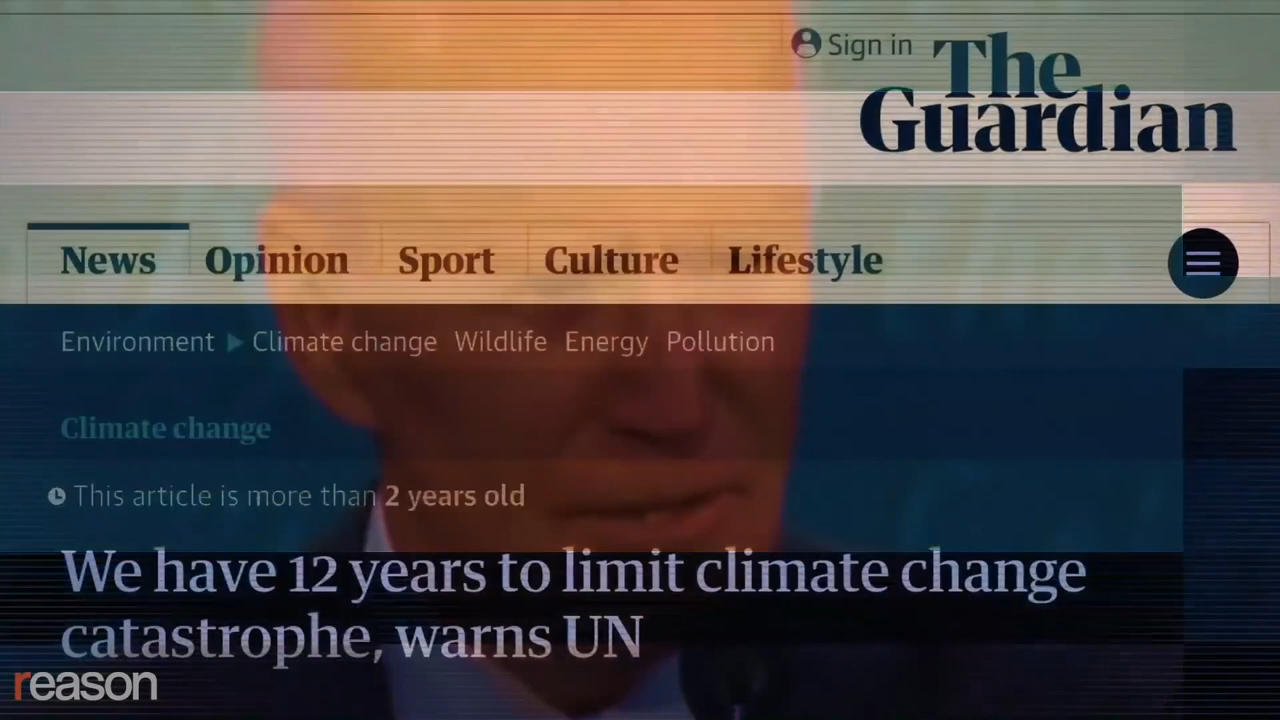 Sign in
The
Guardian
News Opinion Sport Culture Lifestyle
Environment Climate change Wildlife Energy Pollution
Climate change
This article is more than 2 years old
We have 12 years to limit climate change
catastrophe, warns UN
reason